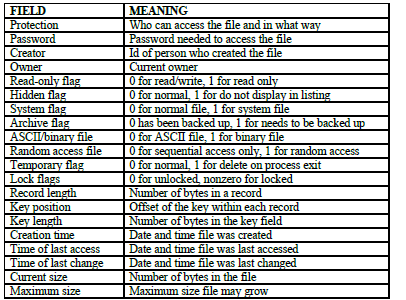 FIELD MEANING
Protection Who can access the file and in what way
Password Password needed to access the file
Creator Id of person who created the file
Owner Current owner
Read-only flag 0 for read/write, 1 for read only
Hidden flag 0 for normal, 1 for do not display in listing
System flag 0 for normal file, 1 for system file
Archive flag 0 has been backed up, 1 for needs to be backed up
ASCII/binary file 0 for ASCII file, 1 for binary file
Random access file 0 for sequential access only, 1 for random access
Temporary flag 0 for normal, 1 for delete on process exit
Lock flags 0 for unlocked, nonzero for locked
Record length Number of bytes in a record
Key position Offset of the key within each record
Key length Number of bytes in the key field
Creation time Date and time file was created
Time of last access Date and time file was last accessed
Time of last change Date and time file was last changed
Current size Number of bytes in the file
Maximum size Maximum size file may grow